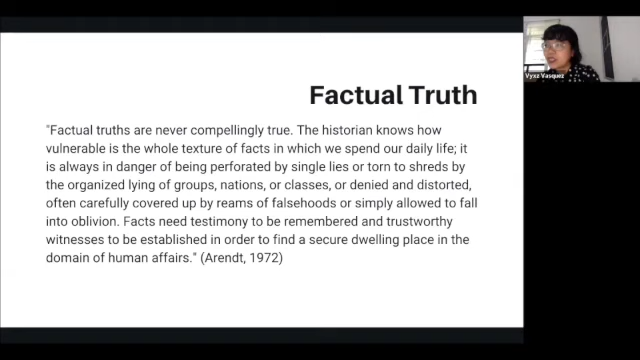 Factual Truth
"Factual truths are never compellingly true. The historian knows how
vulnerable is the whole texture of facts in which we spend our daily life; it
is always in danger of being perforated by single lies or torn to shreds by
the organized lying of groups, nations, or classes, or denied and distorted,
often carefully covered up by reams of falsehoods or simply allowed to fall
into oblivion. Facts need testimony to be remembered and trustworthy
witnesses to be established in order to find a secure dwelling place in the
domain of human affairs." (Arendt, 1972)
Vyxz Vasquez